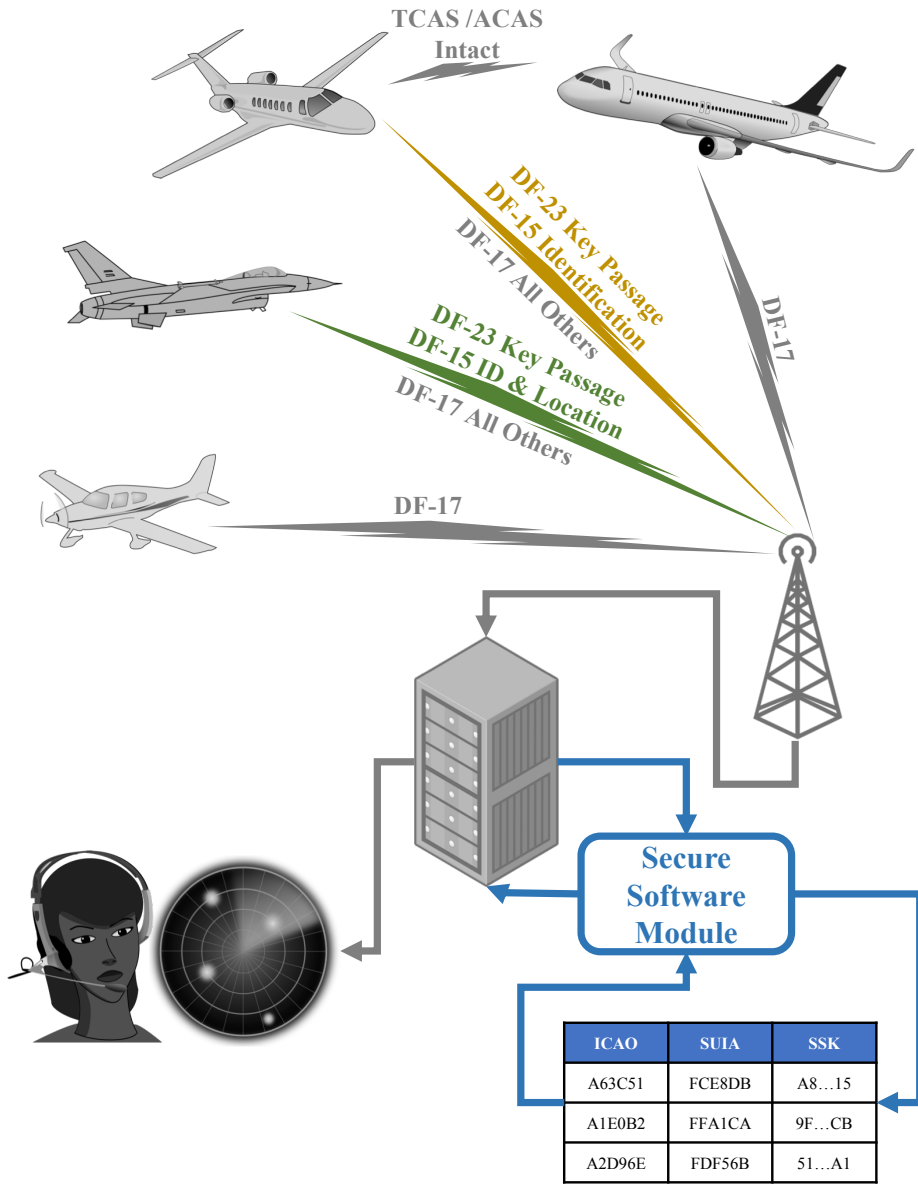 TCAS /ACAS
Intact
DF-23 Key Passage
DF-15 Identification
DF-17 All Others
DF-17
DF-23 Key Passage
DF-15 ID & Location
DF-17 All Others
DF-17
Secure
Software
Module
ICAO SUIA SSK
A63C51 FCE8DB A8…15
A1E0B2 FFA1CA 9F…CB
A2D96E FDF56B 51…A1